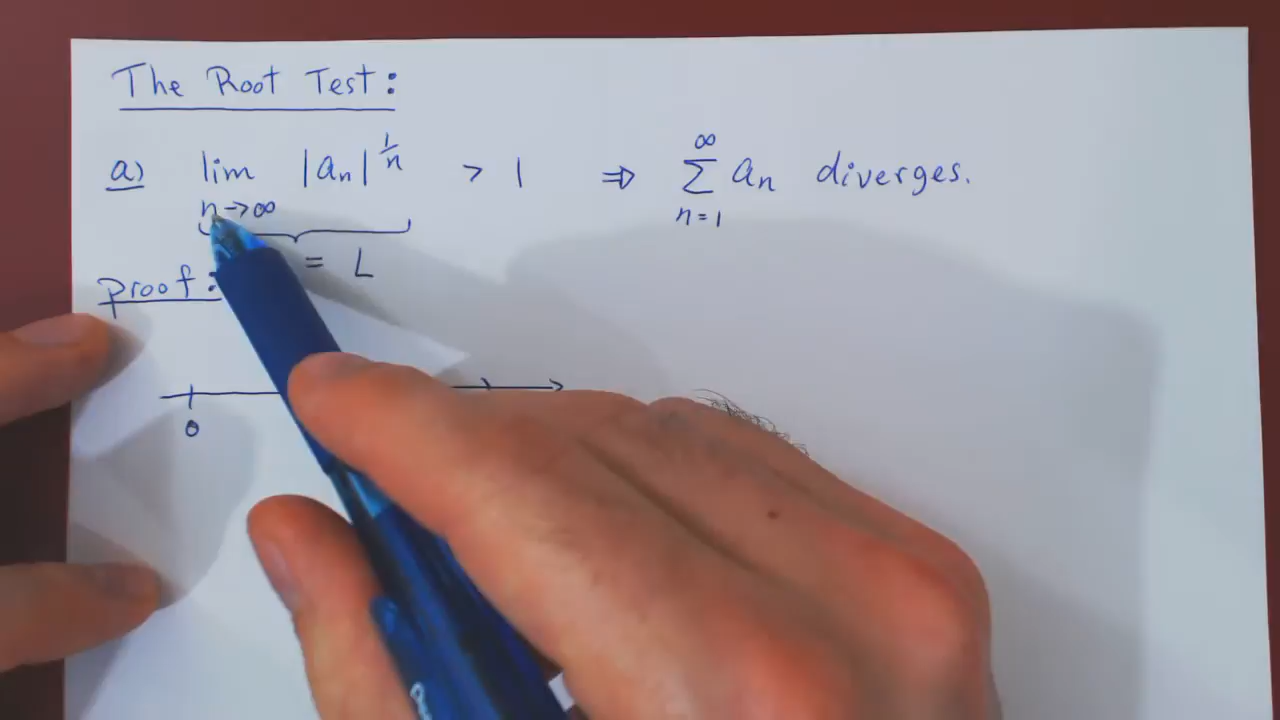 The Root Test:
a) lim n→∞ |an|^1/n > 1 ⇒ ∞ Σ n=1 an diverges.
= L
proof:
0